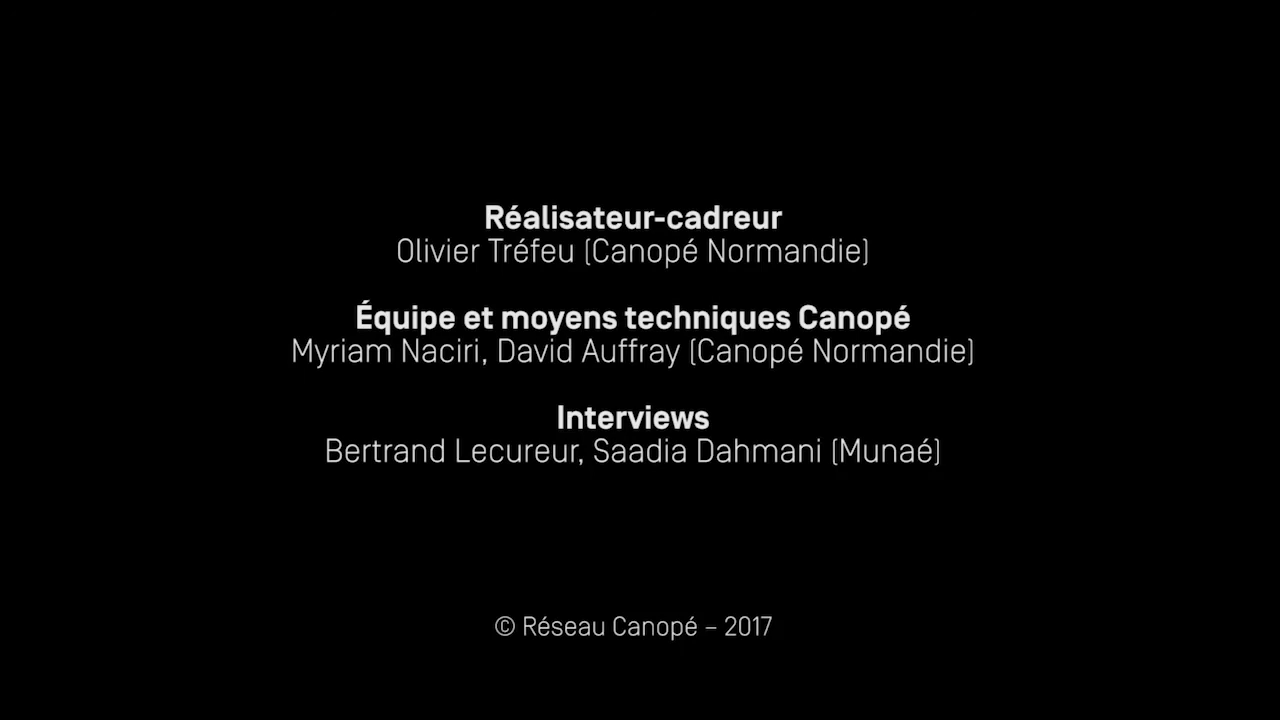 Réalisateur-cadreur
Olivier Tréfeu (Canopé Normandie)
Équipe et moyens techniques Canopé
Myriam Naciri, David Auffray (Canopé Normandie)
Interviews
Bertrand Lecureur, Saadia Dahmani (Munaé)
© Réseau Canopé – 2017